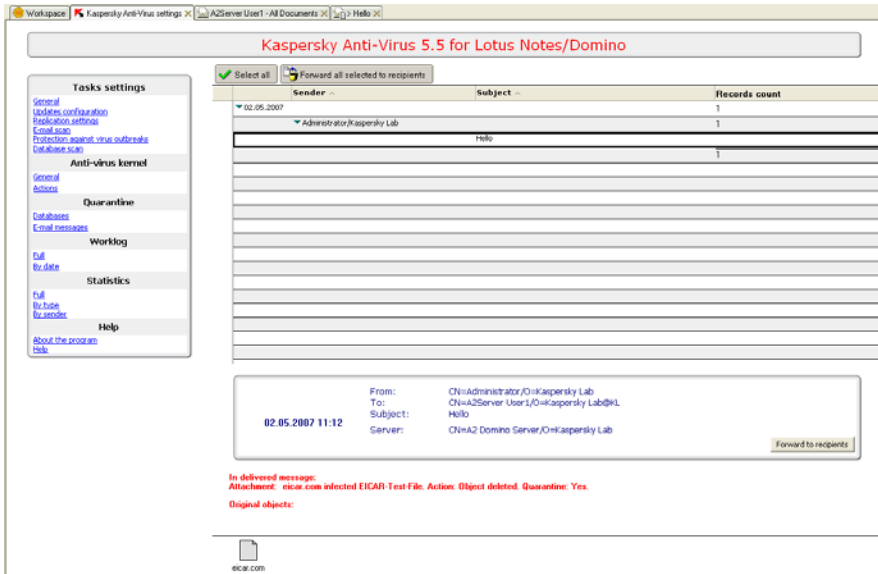 Workspace Kaspersky Anti-Virus settings A2Server User1 - All Documents Hello
Kaspersky Anti-Virus 5.5 for Lotus Notes/Domino
Select all Forward all selected to recipients
Tasks settings
General
Updates configuration
Replication settings
E-mail scan
Protection against virus outbreaks
Database scan
Anti-virus kernel
General
Actions
Quarantine
Databases
E-mail messages
Worklog
Full
By date
Statistics
Full
By type
By sender
Help
About the program
Help
Sender Subject Records count
02.05.2007 1
Administrator/Kaspersky Lab 1
Hello
1
02.05.2007 11:12
From: CN=Administrator/O=Kaspersky Lab
To: CN=A2Server User1/O=Kaspersky Lab@KL
Subject: Hello
Server: CN=A2 Domino Server/O=Kaspersky Lab
Forward to recipients
In delivered message:
Attachment: eicar.com infected EICAR-Test-File. Action: Object deleted. Quarantine: Yes.
Original objects:
eicar.com